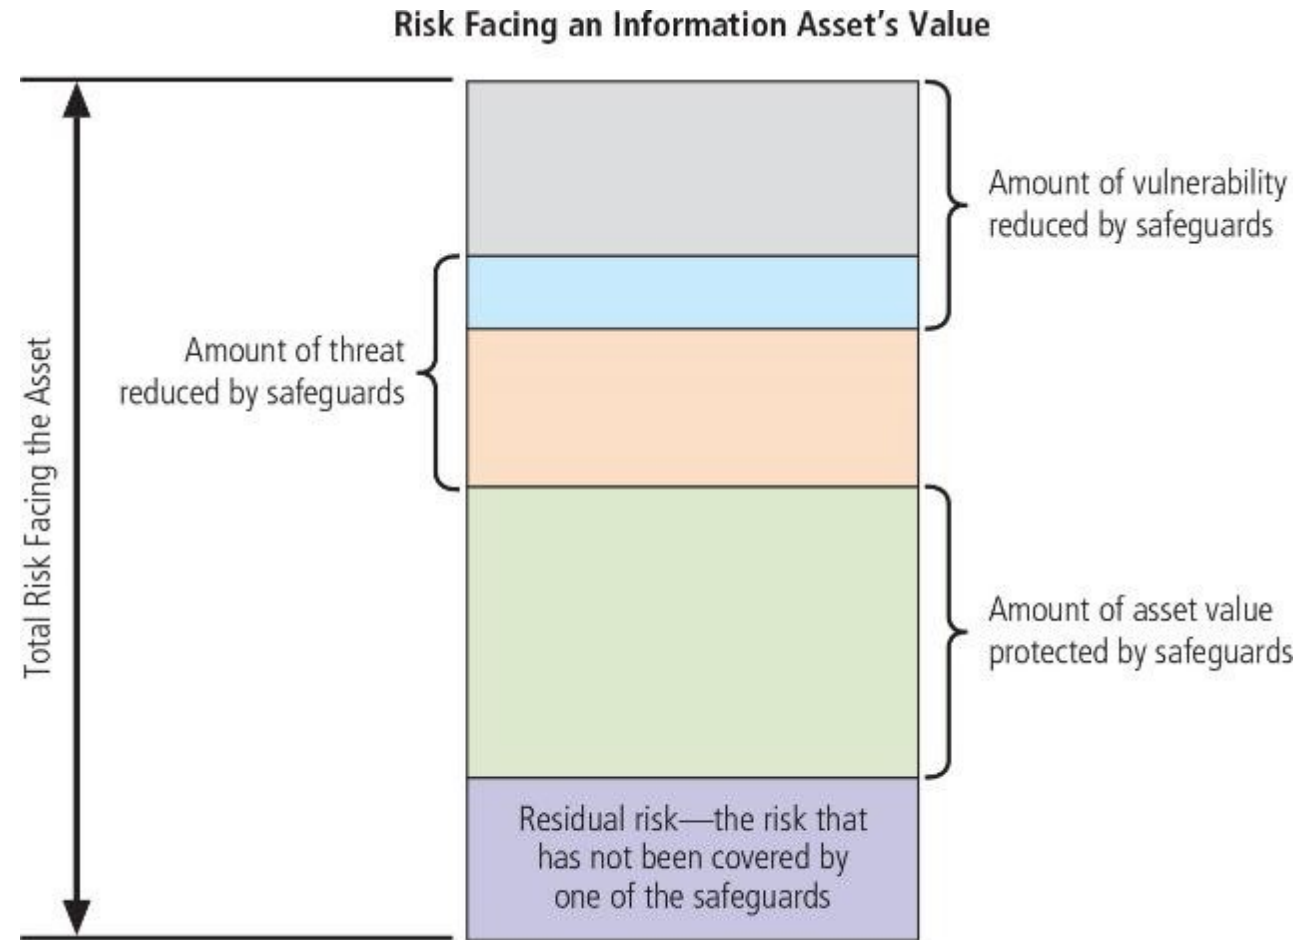 Risk Facing an Information Asset's Value
Amount of vulnerability
reduced by safeguards
Amount of threat
reduced by safeguards
Total Risk Facing the Asset
Amount of asset value
protected by safeguards
Residual risk—the risk that
has not been covered by
one of the safeguards